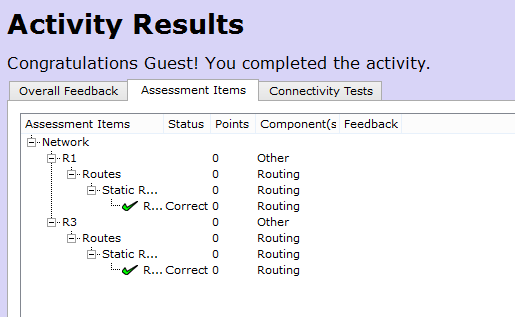 Activity Results
Congratulations Guest! You completed the activity.
Overall Feedback Assessment Items Connectivity Tests
Assessment Items Status Points Component(s Feedback
Network
R1 0 Other
Routes 0 Routing
Static R... 0 Routing
R... Correct 0 Routing
R3 0 Other
Routes 0 Routing
Static R... 0 Routing
R... Correct 0 Routing